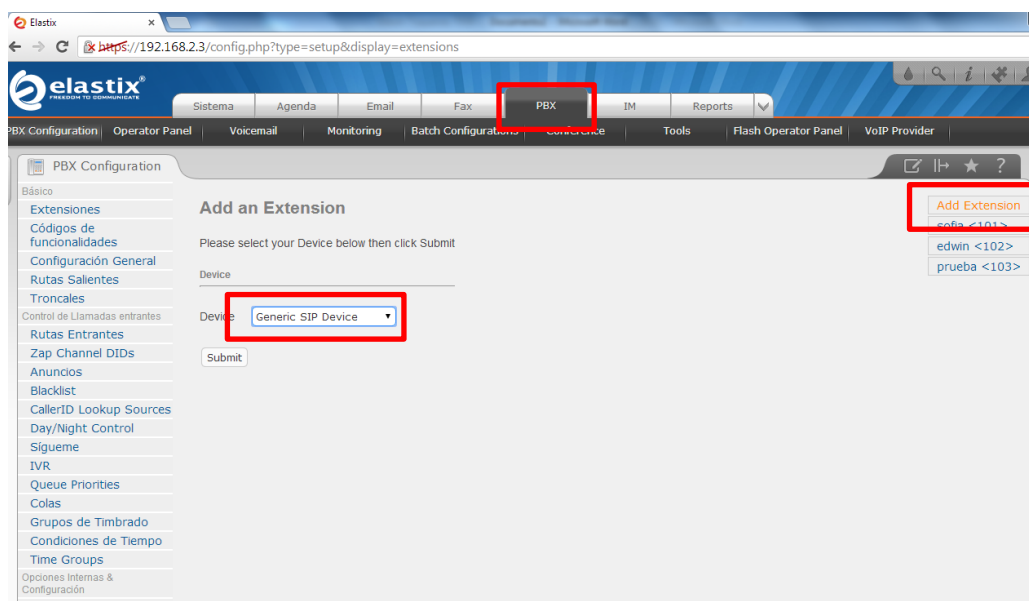 Elastix
https://192.168.2.3/config.php?type=setup&display=extensions
elastix®
FREEDOM TO COMMUNICATE
Sistema Agenda Email Fax PBX IM Reports
PBX Configuration Operator Panel Voicemail Monitoring Batch Configurations Conference Tools Flash Operator Panel VoIP Provider
PBX Configuration
Básico
Extensiones
Códigos de
funcionalidades
Configuración General
Rutas Salientes
Troncales
Control de Llamadas entrantes
Rutas Entrantes
Zap Channel DIDs
Anuncios
Blacklist
CallerID Lookup Sources
Day/Night Control
Sígueme
IVR
Queue Priorities
Colas
Grupos de Timbrado
Condiciones de Tiempo
Time Groups
Opciones Internas &
Configuración
Add an Extension
Please select your Device below then click Submit
Device
Device Generic SIP Device
Submit
Add Extension
sofia <101>
edwin <102>
prueba <103>